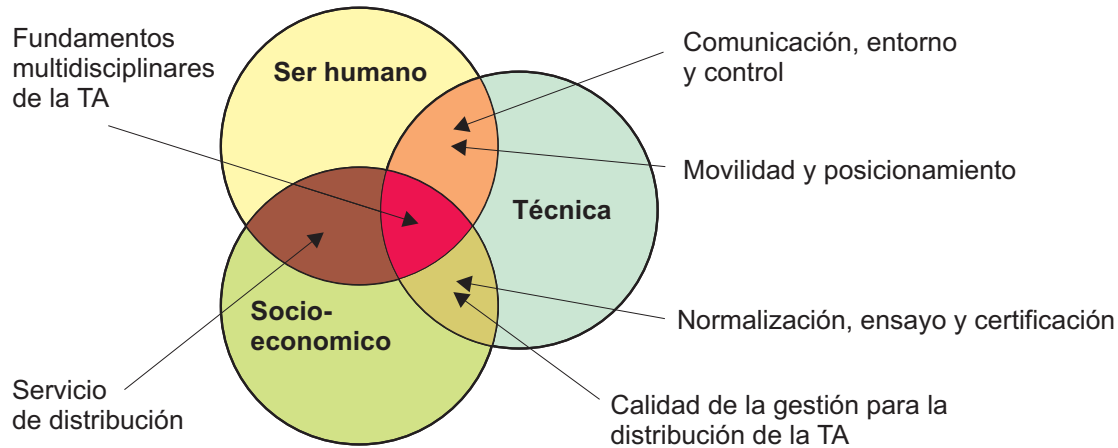 Fundamentos
multidisciplinares
de la TA
Ser humano
Comunicación, entorno
y control
Movilidad y posicionamiento
Técnica
Socio-
economico
Normalización, ensayo y certificación
Servicio
de distribución
Calidad de la gestión para la
distribución de la TA